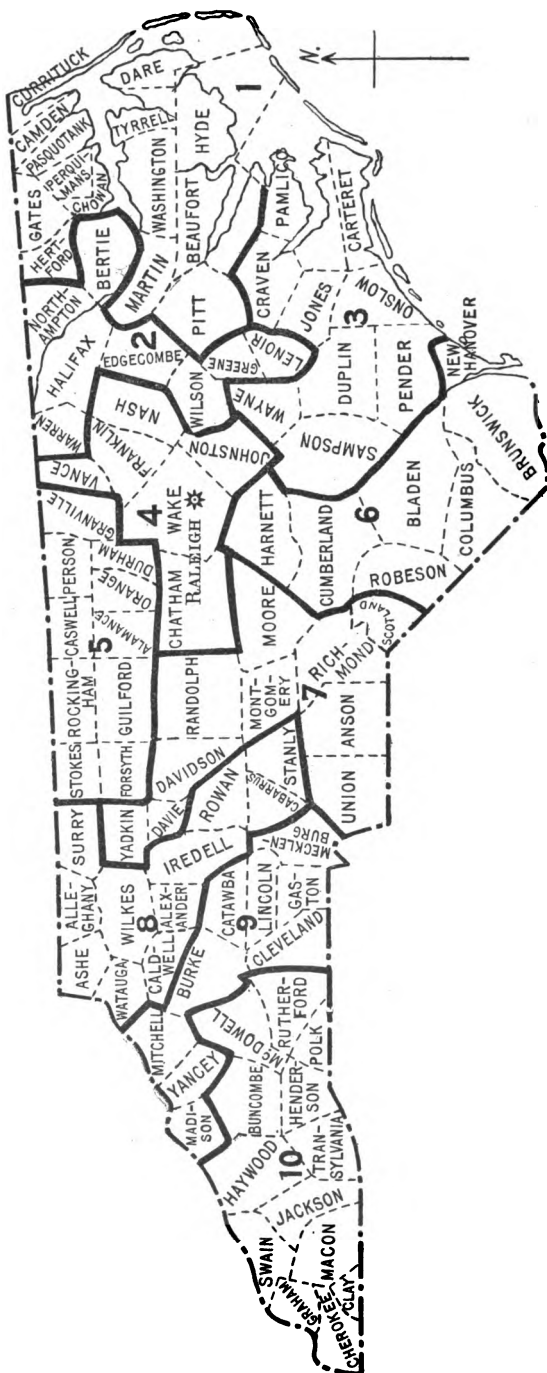 CURRITUCK
CAMDEN
PASQUOTANK
PERQUI-
MANS
CHOWAN
GATES
HERT-
FORD
BERTIE
NORTH-
AMPTON
HALIFAX
WARREN
VANCE
GRANVILLE
PERSON
CASWELL
ROCKING-
HAM
STOKES
SURRY
ALLE-
GHANY
ASHE
WATAUGA
WILKES
YADKIN
FORSYTH
GUILFORD
ALAMANCE
ORANGE
DURHAM
FRANKLIN
NASH
EDGECOMBE
MARTIN
WASHINGTON
TYRRELL
DARE
HYDE
BEAUFORT
PITT
WILSON
GREENE
LENOIR
CRAVEN
PAMLICO
CARTERET
JONES
ONSLOW
DUPLIN
WAYNE
JOHNSTON
WAKE
RALEIGH
CHATHAM
RANDOLPH
DAVIDSON
DAVIE
ROWAN
IREDELL
ALEX-
ANDER
CALD-
WELL
MITCHELL
YANCEY
MADI-
SON
BUNCOMBE
McDOWELL
BURKE
CATAWBA
LINCOLN
GAS-
TON
CLEVELAND
RUTHER-
FORD
POLK
HENDER-
SON
TRAN-
SYLVANIA
HAYWOOD
JACKSON
SWAIN
MACON
GRAHAM
CHEROKEE
CLAY
MECKLEN
BURG
CABARRUS
STANLY
MONT-
GOM-
ERY
MOORE
HARNETT
CUMBERLAND
SAMPSON
PENDER
NEW
HANOVER
BRUNSWICK
COLUMBUS
BLADEN
ROBESON
SCOT
LAND
RICH-
MOND
ANSON
UNION
1
2
3
4
5
6
7
8
9
10
N.